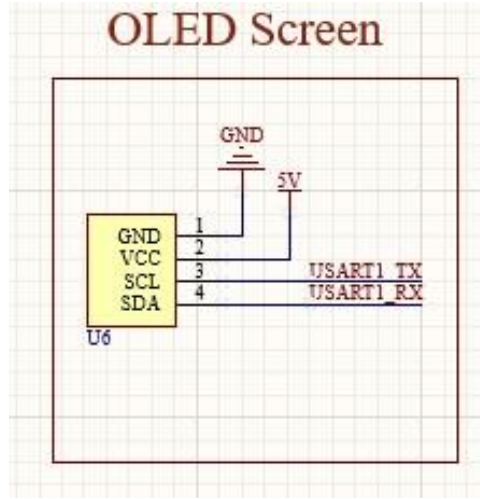 OLED Screen
GND
5V
GND 1
VCC 2
SCL 3 USART1_TX
SDA 4 USART1_RX
U6